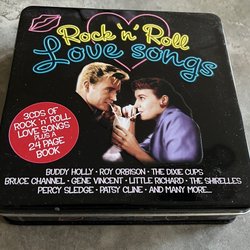 Rock 'n' Roll
Love songs
3CDS OF
ROCK 'n' ROLL
LOVE SONGS
PLUS A
24 PAGE
BOOK
BUDDY HOLLY • ROY ORBISON • THE DIXIE CUPS
BRUCE CHANNEL • GENE VINCENT • LITTLE RICHARD • THE SHIRELLES
PERCY SLEDGE • PATSY CLINE • AND MANY MORE...